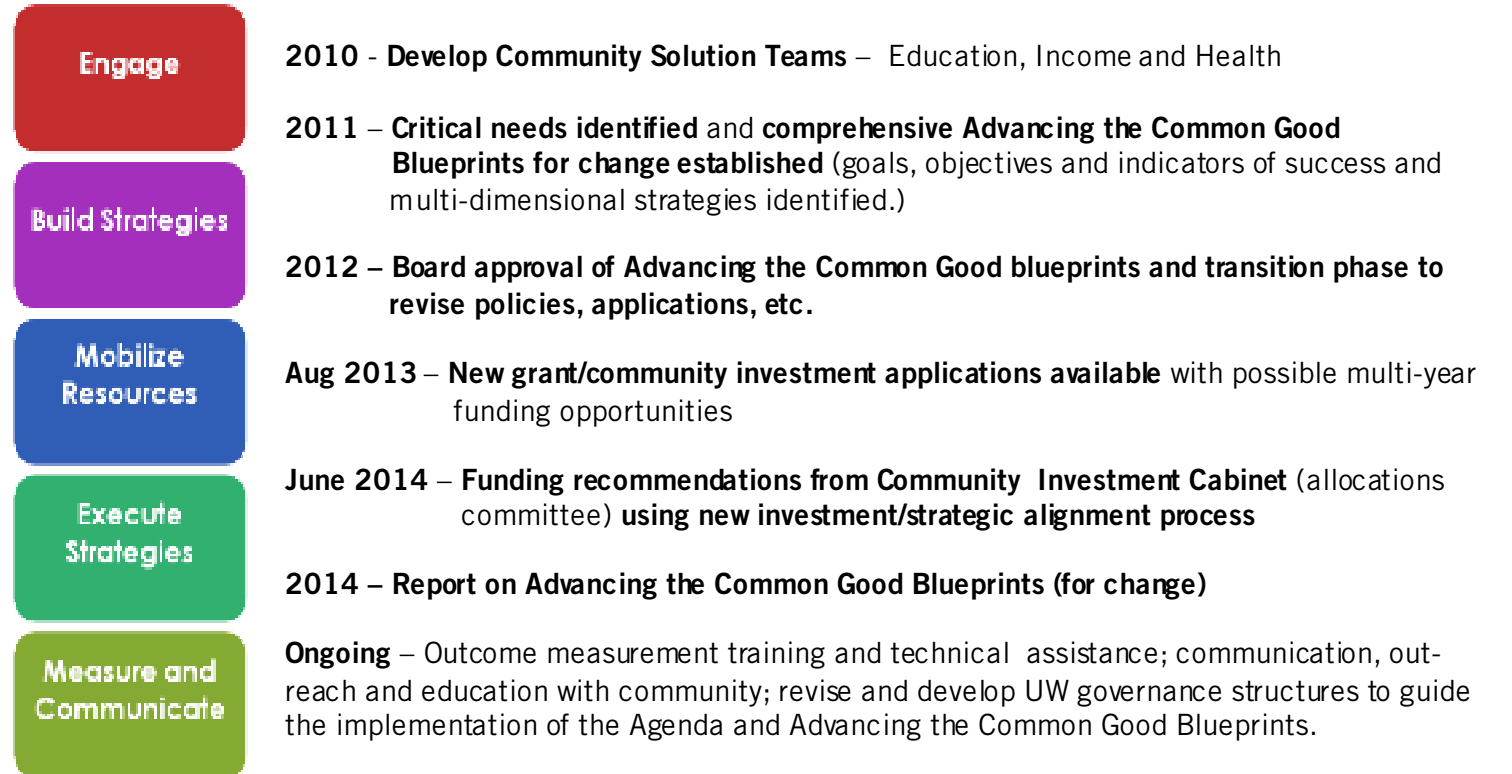 Engage
2010 - Develop Community Solution Teams – Education, Income and Health
2011 – Critical needs identified and comprehensive Advancing the Common Good
Blueprints for change established (goals, objectives and indicators of success and
multi-dimensional strategies identified.)
Build Strategies
2012 – Board approval of Advancing the Common Good blueprints and transition phase to
revise policies, applications, etc.
Mobilize
Resources
Aug 2013 – New grant/community investment applications available with possible multi-year
funding opportunities
June 2014 – Funding recommendations from Community Investment Cabinet (allocations
committee) using new investment/strategic alignment process
Execute
Strategies
2014 – Report on Advancing the Common Good Blueprints (for change)
Measure and
Communicate
Ongoing – Outcome measurement training and technical assistance; communication, out-
reach and education with community; revise and develop UW governance structures to guide
the implementation of the Agenda and Advancing the Common Good Blueprints.